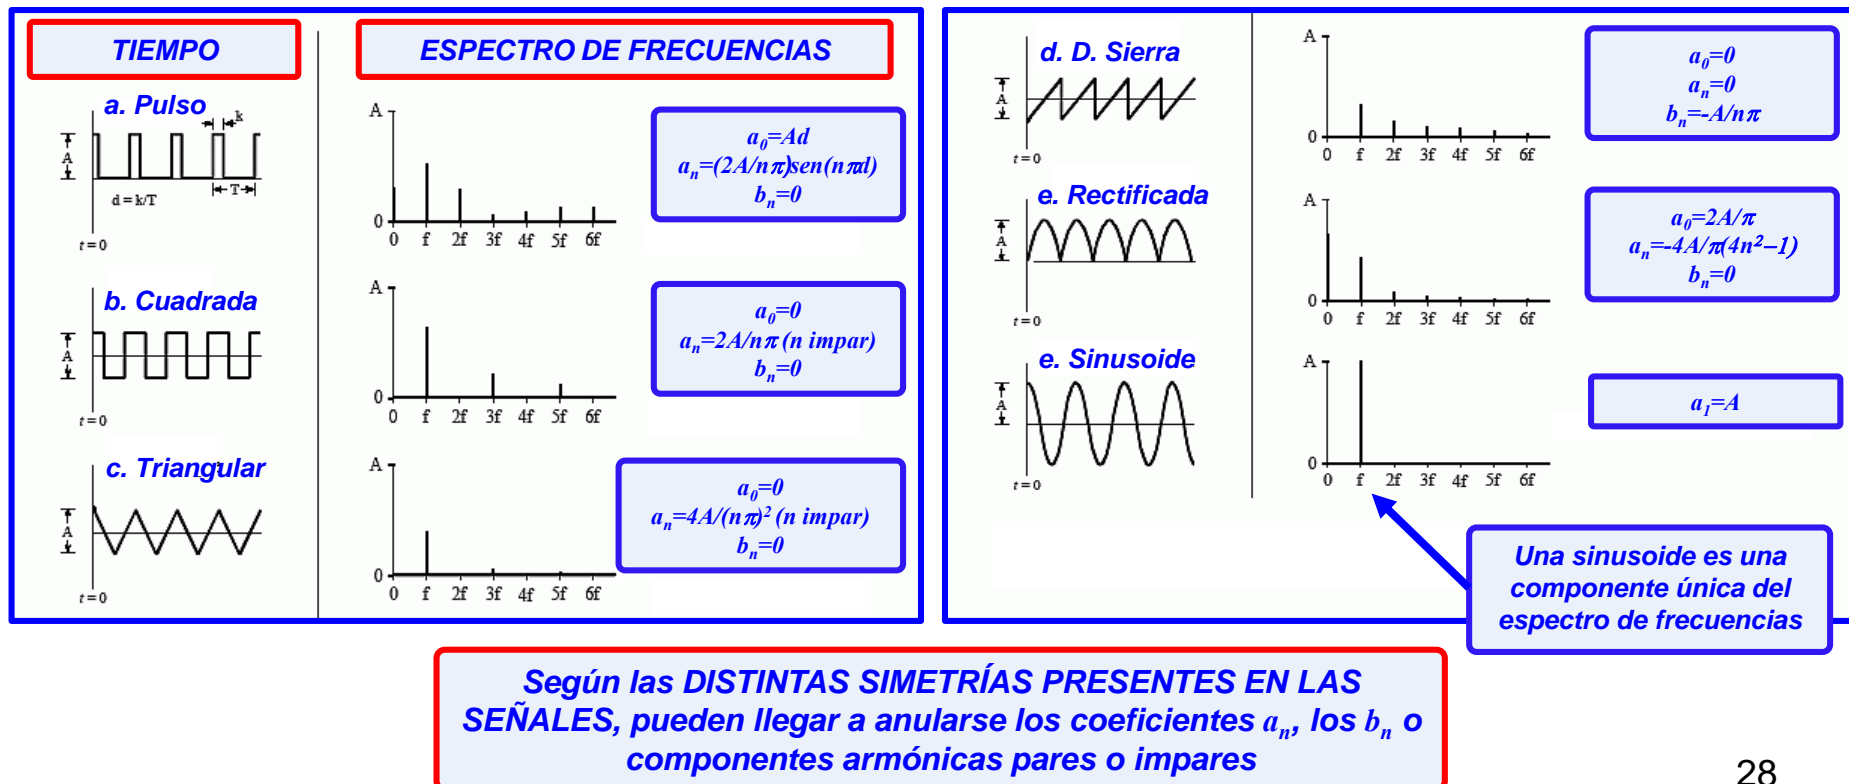 TIEMPO
ESPECTRO DE FRECUENCIAS
a. Pulso
k
A
T
d = k/T
t = 0
A
0
0 f 2f 3f 4f 5f 6f
a₀=Ad
aₙ=(2A/nπ)sen(nπd)
bₙ=0
b. Cuadrada
A
t = 0
A
0
0 f 2f 3f 4f 5f 6f
a₀=0
aₙ=2A/nπ (n impar)
bₙ=0
c. Triangular
A
t = 0
A
0
0 f 2f 3f 4f 5f 6f
a₀=0
aₙ=4A/(nπ)² (n impar)
bₙ=0
d. D. Sierra
A
t = 0
A
0
0 f 2f 3f 4f 5f 6f
a₀=0
aₙ=0
bₙ=-A/nπ
e. Rectificada
A
t = 0
A
0
0 f 2f 3f 4f 5f 6f
a₀=2A/π
aₙ=-4A/π(4n²−1)
bₙ=0
e. Sinusoide
A
t = 0
A
0
0 f 2f 3f 4f 5f 6f
a₁=A
Una sinusoide es una
componente única del
espectro de frecuencias
Según las DISTINTAS SIMETRÍAS PRESENTES EN LAS
SEÑALES, pueden llegar a anularse los coeficientes aₙ, los bₙ o
componentes armónicas pares o impares
28